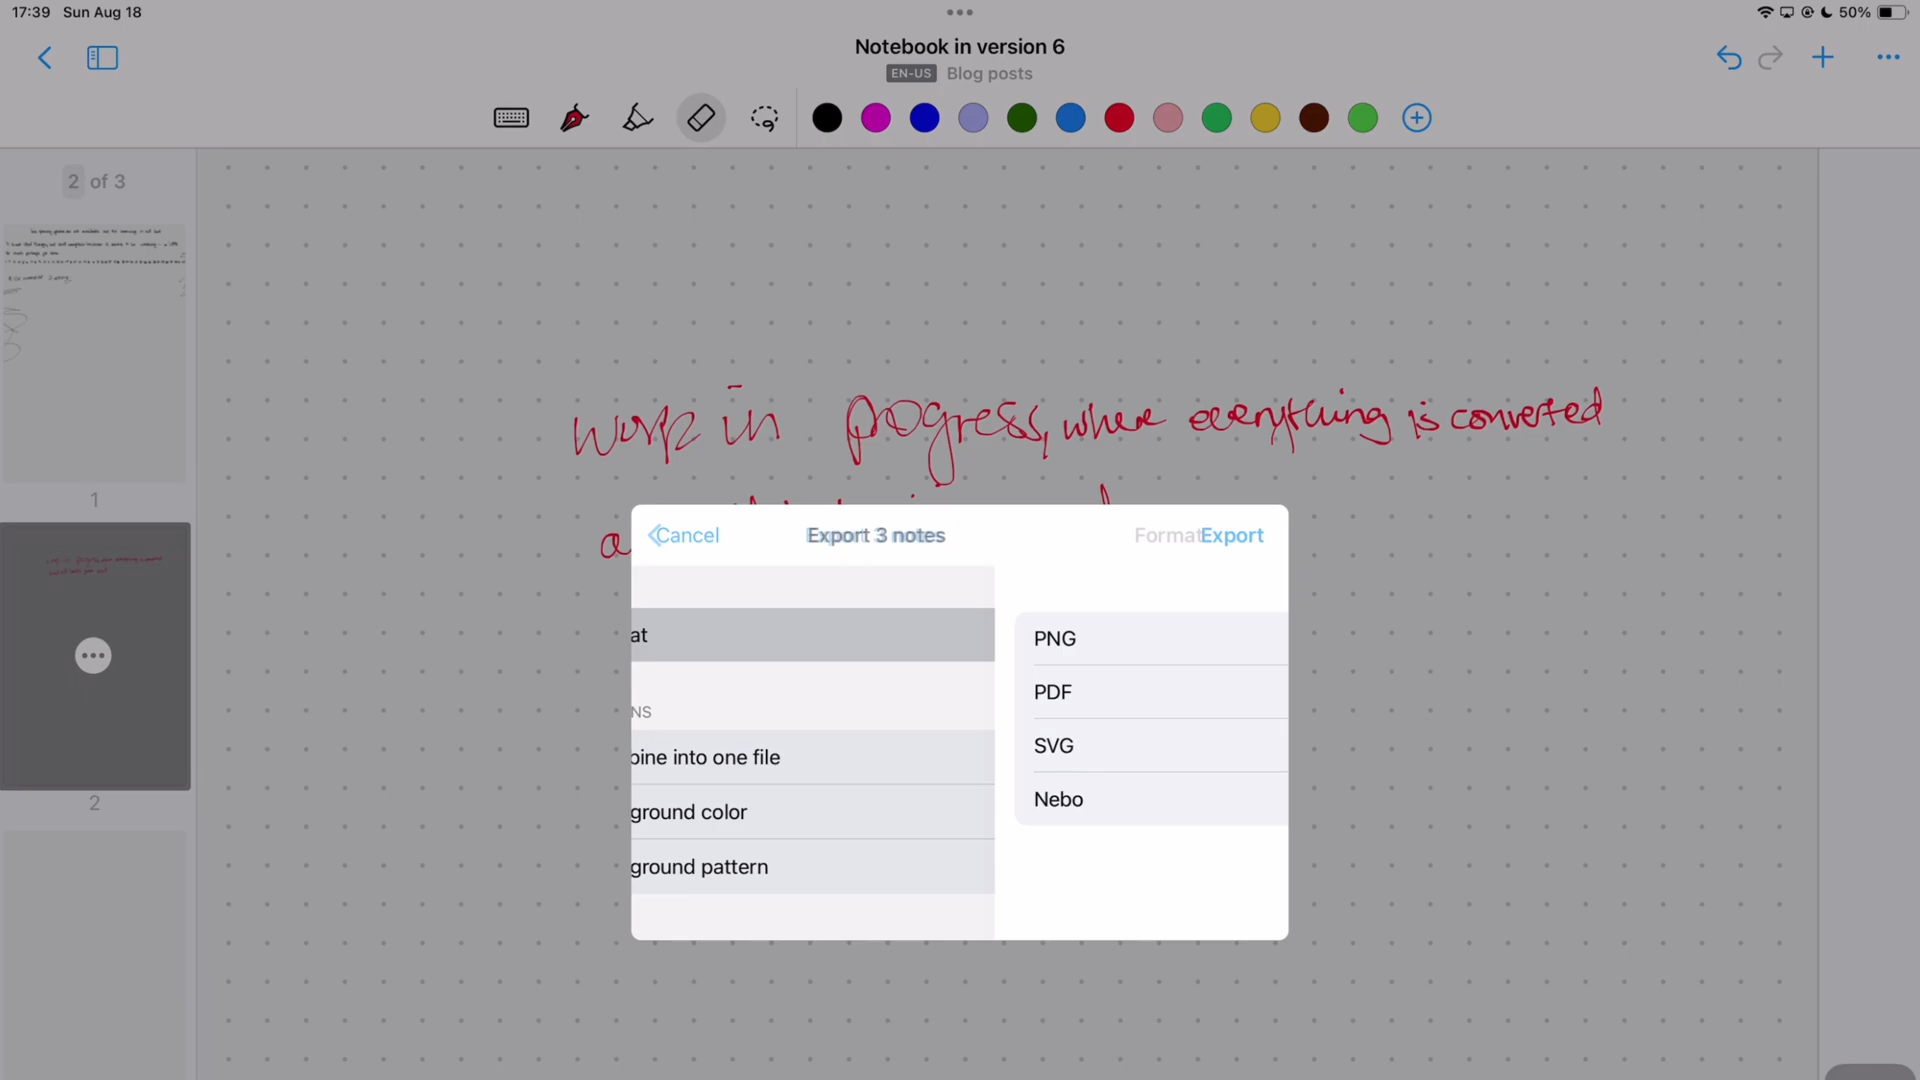 17:39 Sun Aug 18
50%
Notebook in version 6
EN-US Blog posts
2 of 3
1
2
work in progress, where everything is converted
a
Cancel
Export 3 notes
Format
Export
at
NS
bine into one file
ground color
ground pattern
PNG
PDF
SVG
Nebo